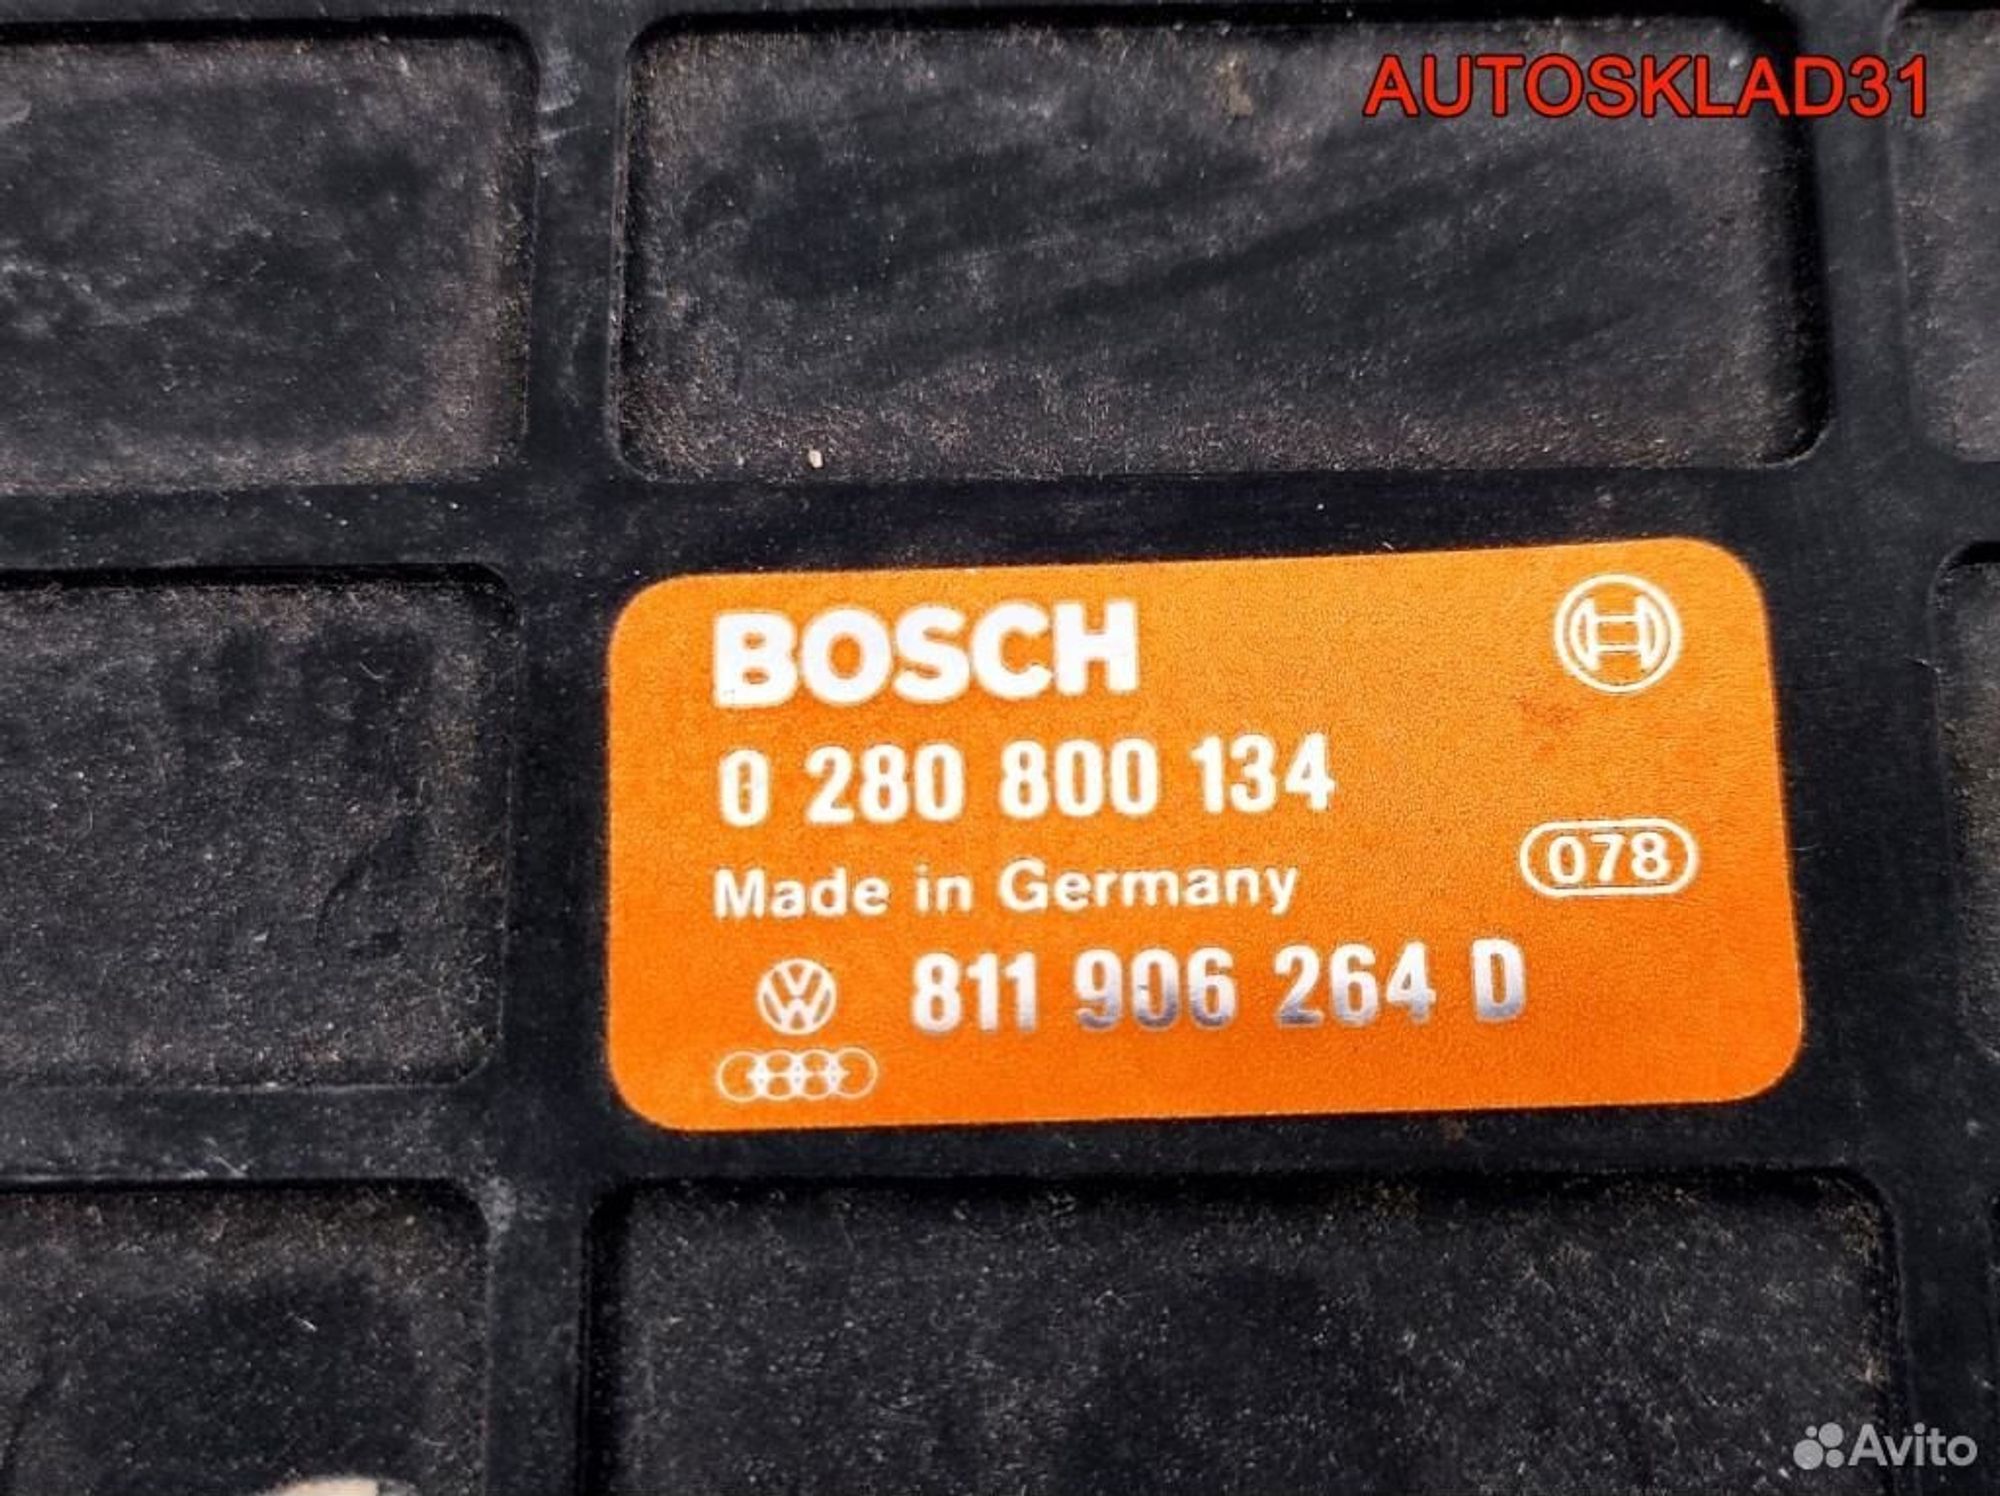 AUTOSKLAD31
BOSCH
0 280 800 134
Made in Germany
078
811 906 264 D
Avito